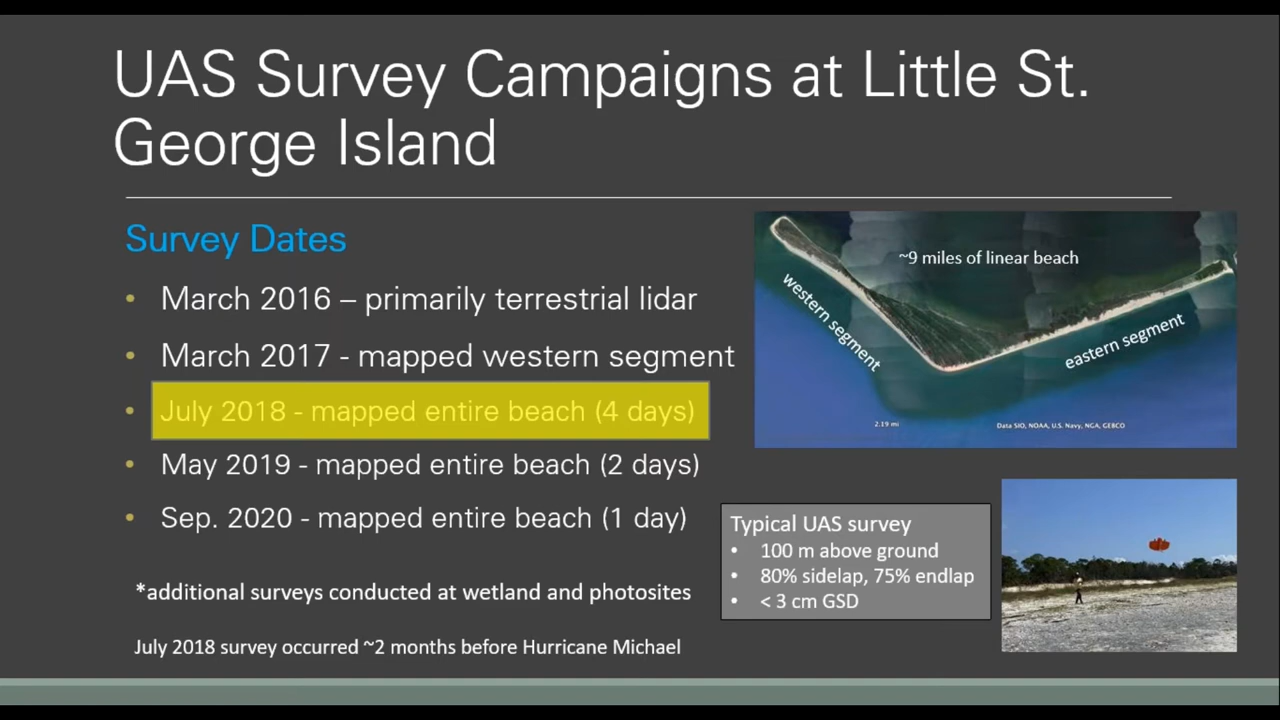 UAS Survey Campaigns at Little St.
George Island
Survey Dates
• March 2016 – primarily terrestrial lidar
• March 2017 - mapped western segment
• July 2018 - mapped entire beach (4 days)
• May 2019 - mapped entire beach (2 days)
• Sep. 2020 - mapped entire beach (1 day)
*additional surveys conducted at wetland and photosites
July 2018 survey occurred ~2 months before Hurricane Michael
~9 miles of linear beach
western segment
eastern segment
2.19 mi
Data SIO, NOAA, U.S. Navy, NGA, GEBCO
Typical UAS survey
• 100 m above ground
• 80% sidelap, 75% endlap
• < 3 cm GSD